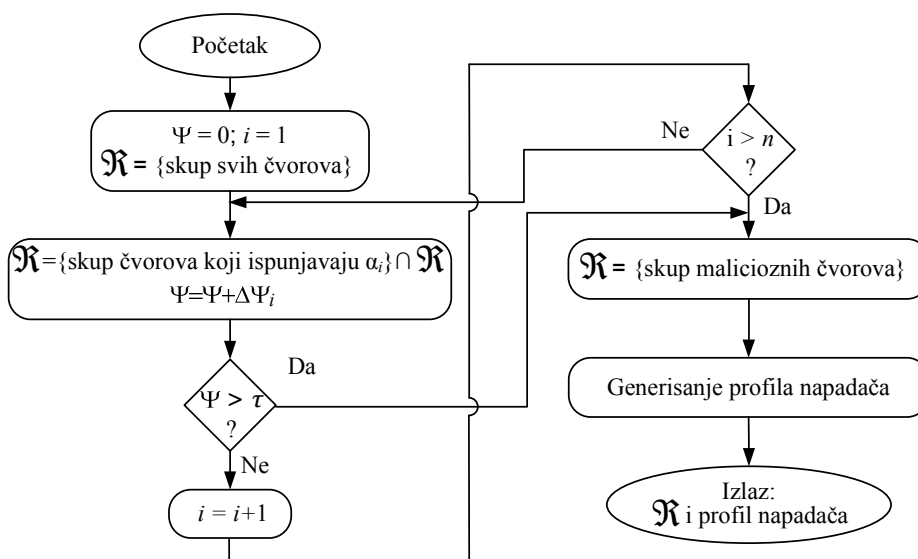 Početak
Ψ = 0; i = 1
ℜ = {skup svih čvorova}
ℜ={skup čvorova koji ispunjavaju αᵢ}∩ ℜ
Ψ=Ψ+ΔΨᵢ
Da
Ψ > τ
?
Ne
i = i+1
Ne
i > n
?
Da
ℜ = {skup malicioznih čvorova}
Generisanje profila napadača
Izlaz:
ℜ i profil napadača